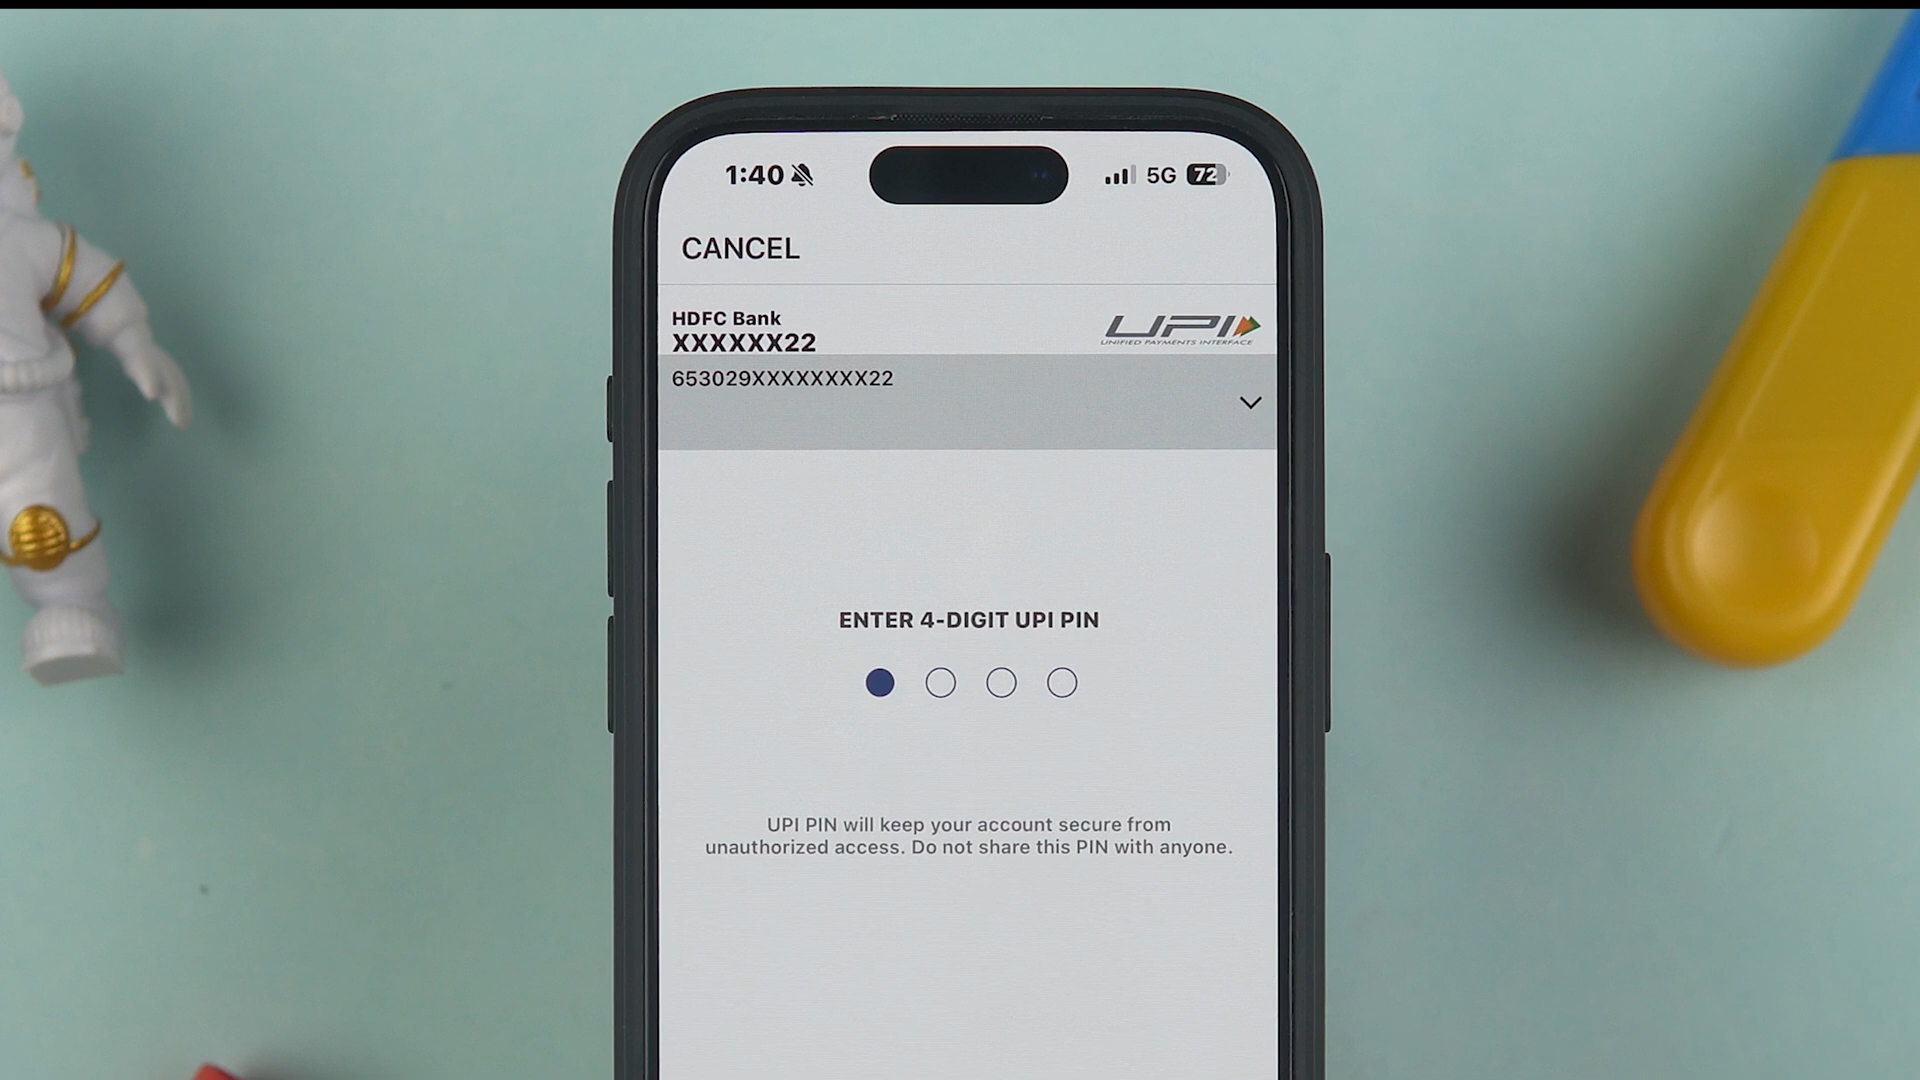 1:40 5G 72
CANCEL
HDFC Bank
XXXXXX22
UPI
UNIFIED PAYMENTS INTERFACE
653029XXXXXXXX22
ENTER 4-DIGIT UPI PIN
UPI PIN will keep your account secure from
unauthorized access. Do not share this PIN with anyone.